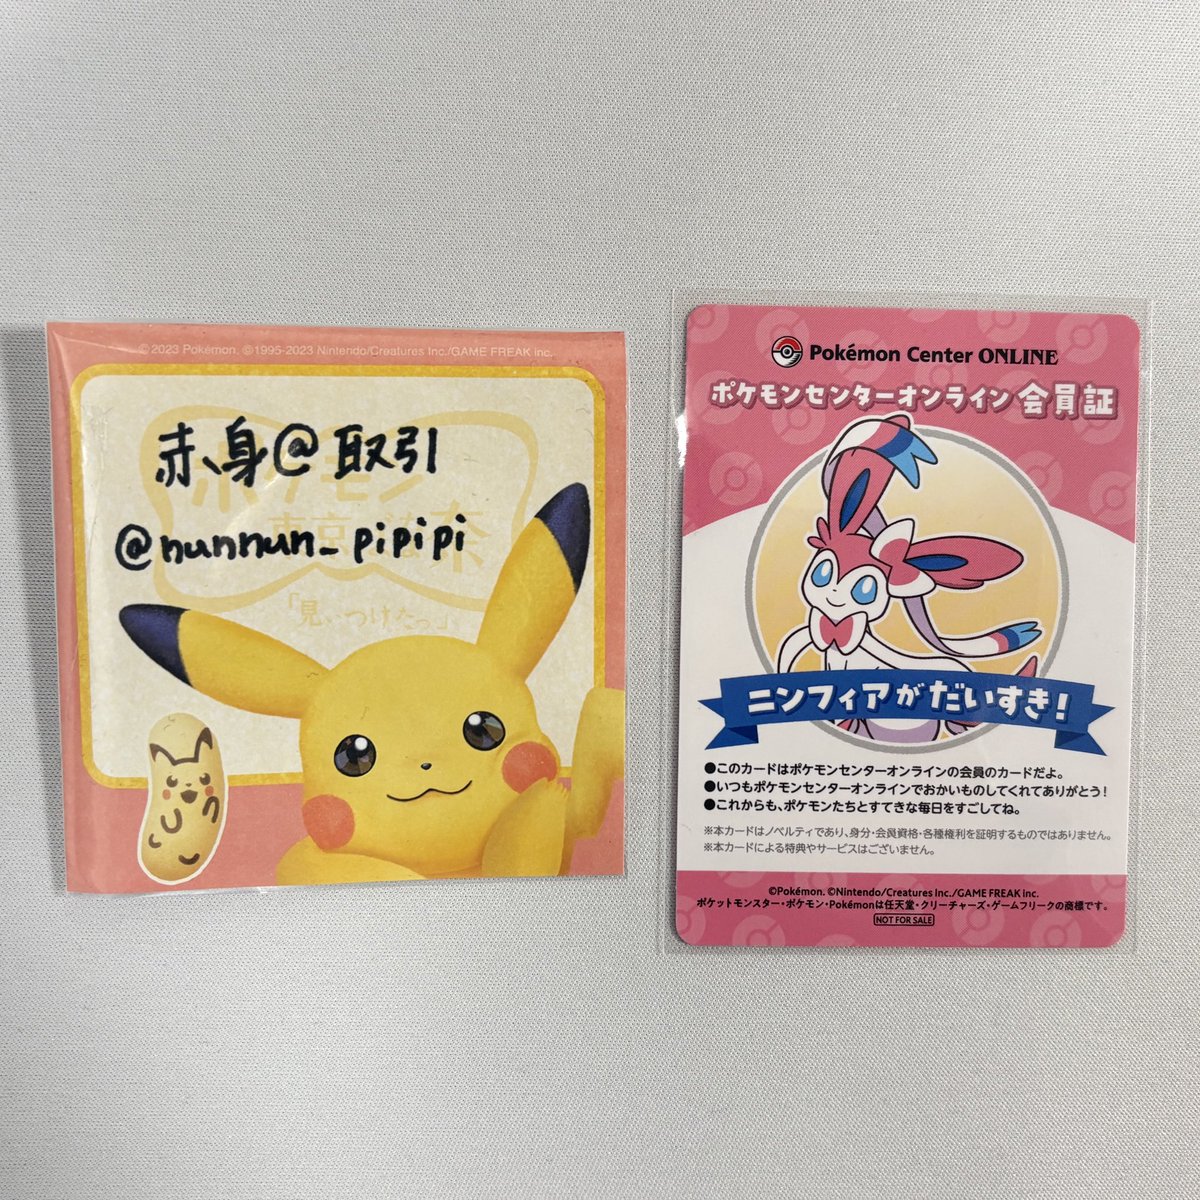 ©2023 Pokémon. ©1995-2023 Nintendo/Creatures Inc./GAME FREAK inc.
赤身@取引
@nunnun_pipipi
ポケモン
東京ばな奈
「見ぃつけたっ」
Pokémon Center ONLINE
ポケモンセンターオンライン 会員証
ニンフィアがだいすき!
●このカードはポケモンセンターオンラインの会員のカードだよ。
●いつもポケモンセンターオンラインでおかいものしてくれてありがとう!
●これからも、ポケモンたちとすてきな毎日をすごしてね。
※本カードはノベルティであり、身分・会員資格・各種権利を証明するものではありません。
※本カードによる特典やサービスはございません。
©Pokémon. ©Nintendo/Creatures Inc./GAME FREAK inc.
ポケットモンスター・ポケモン・Pokémonは任天堂・クリーチャーズ・ゲームフリークの商標です。
NOT FOR SALE